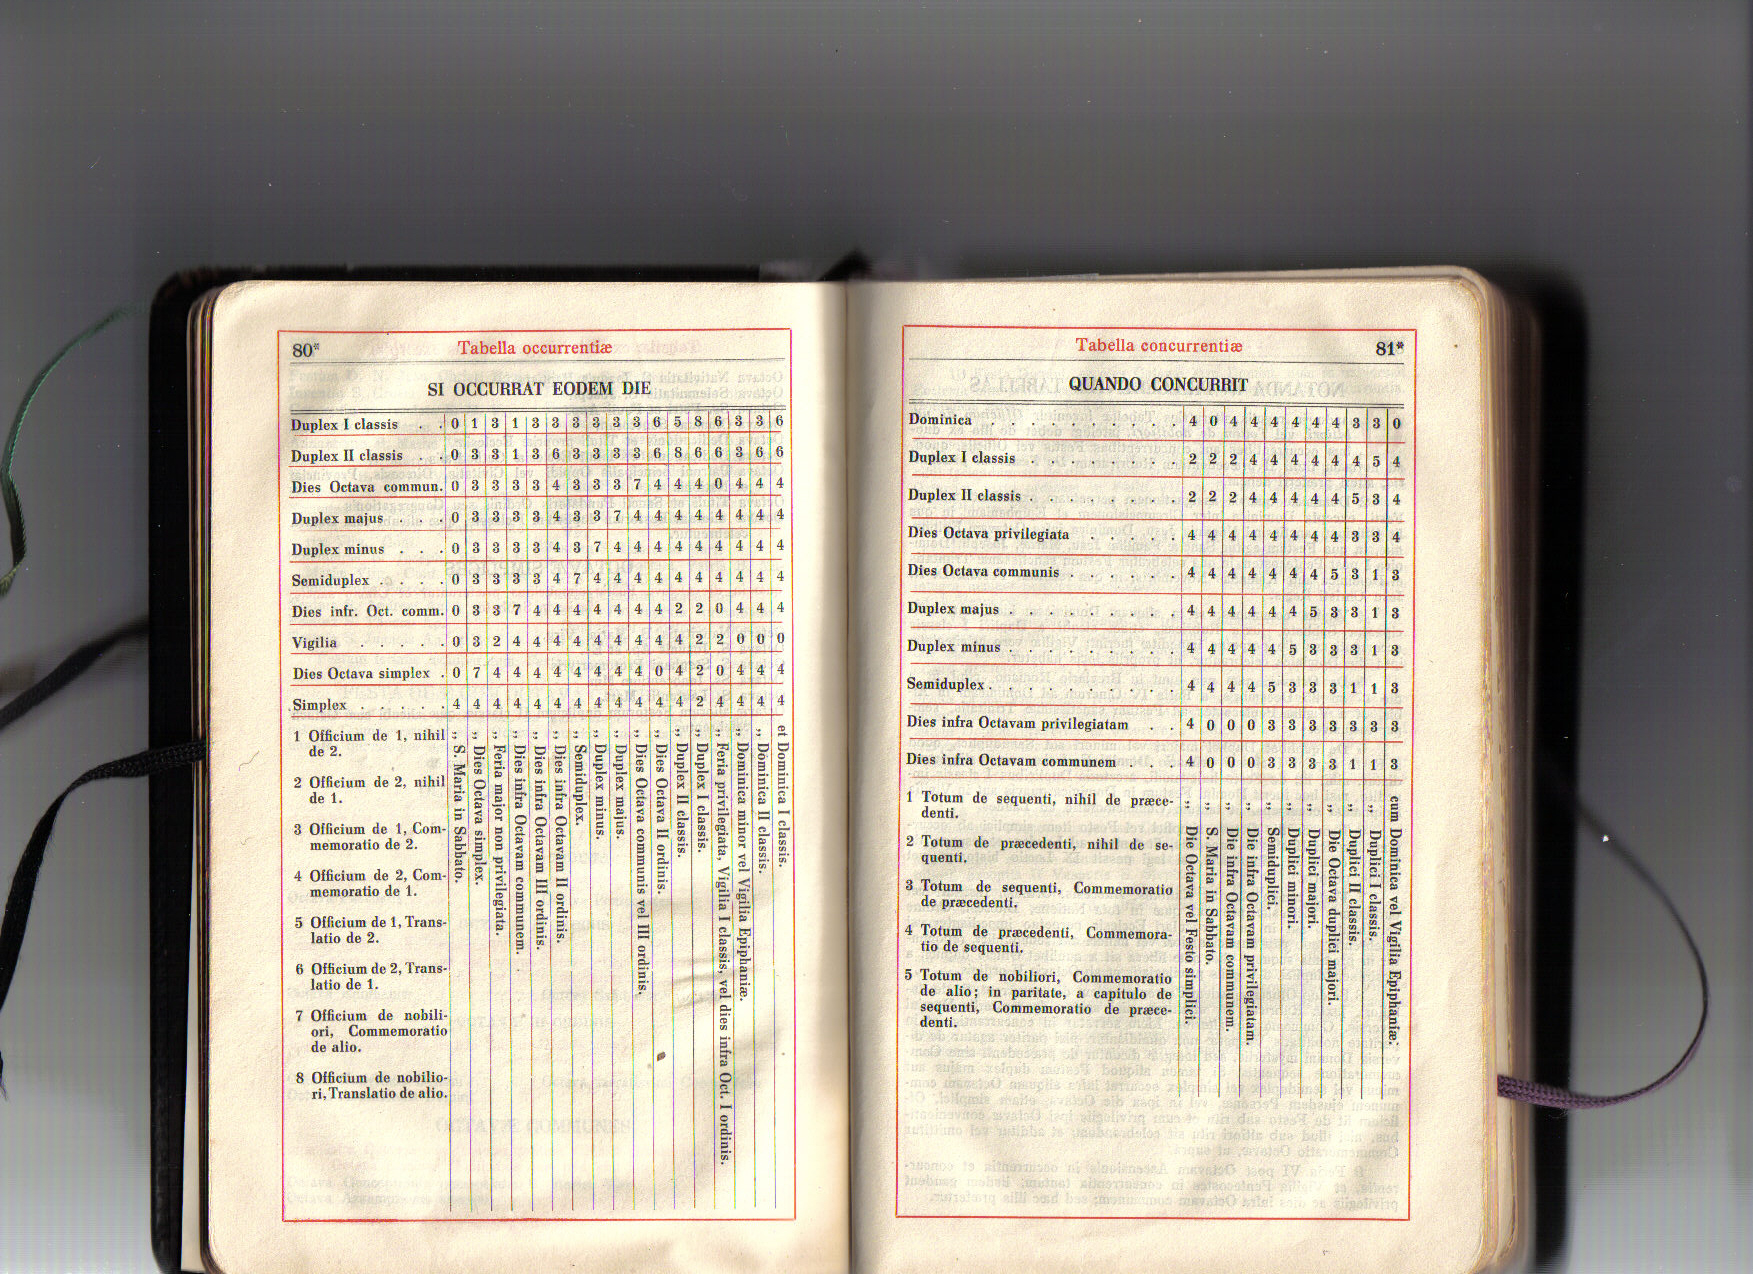 80*
Tabella occurrentiæ
SI OCCURRAT EODEM DIE
Duplex I classis . . 0 1 3 1 3 3 3 3 3 3 6 5 8 6 3 3 6
Duplex II classis . . 0 3 3 1 3 6 3 3 3 3 6 8 6 6 3 6 6
Dies Octava commun. 0 3 3 3 3 4 3 3 3 7 4 4 4 0 4 4 4
Duplex majus . . . 0 3 3 3 3 4 3 3 7 4 4 4 4 4 4 4 4
Duplex minus . . . 0 3 3 3 3 4 3 7 4 4 4 4 4 4 4 4 4
Semiduplex . . . . 0 3 3 3 3 4 7 4 4 4 4 4 4 4 4 4 4
Dies infr. Oct. comm. 0 3 3 7 4 4 4 4 4 4 4 2 2 0 4 4 4
Vigilia . . . . . 0 3 2 4 4 4 4 4 4 4 4 4 2 2 0 0 0
Dies Octava simplex . 0 7 4 4 4 4 4 4 4 4 0 4 2 0 4 4 4
Simplex . . . . . 4 4 4 4 4 4 4 4 4 4 4 4 2 4 4 4 4
1 Officium de 1, nihil
de 2.
2 Officium de 2, nihil
de 1.
3 Officium de 1, Com-
memoratio de 2.
4 Officium de 2, Com-
memoratio de 1.
5 Officium de 1, Trans-
latio de 2.
6 Officium de 2, Trans-
latio de 1.
7 Officium de nobili-
ori, Commemoratio
de alio.
8 Officium de nobilio-
ri, Translatio de alio.
„ S. Maria in Sabbato.
„ Dies Octava simplex.
„ Feria major non privilegiata.
„ Dies infra Octavam communem.
„ Dies infra Octavam III ordinis.
„ Dies infra Octavam II ordinis.
„ Semiduplex.
„ Duplex minus.
„ Duplex majus.
„ Dies Octava communis vel III ordinis.
„ Dies Octava II ordinis.
„ Duplex II classis.
„ Duplex I classis.
„ Feria privilegiata, Vigilia I classis, vel dies infra Oct. I ordinis.
„ Dominica minor vel Vigilia Epiphaniæ.
„ Dominica II classis.
et Dominica I classis.
Tabella concurrentiæ
81*
QUANDO CONCURRIT
Dominica . . . . . . . . . . 4 0 4 4 4 4 4 4 3 3 0
Duplex I classis . . . . . . . . 2 2 2 4 4 4 4 4 4 5 4
Duplex II classis . . . . . . . . 2 2 2 4 4 4 4 4 5 3 4
Dies Octava privilegiata . . . . . 4 4 4 4 4 4 4 4 3 3 4
Dies Octava communis . . . . . . 4 4 4 4 4 4 4 5 3 1 3
Duplex majus . . . . . . . . . 4 4 4 4 4 4 5 3 3 1 3
Duplex minus . . . . . . . . . 4 4 4 4 4 5 3 3 3 1 3
Semiduplex . . . . . . . . . . 4 4 4 4 5 3 3 3 1 1 3
Dies infra Octavam privilegiatam . . 4 0 0 0 3 3 3 3 3 3 3
Dies infra Octavam communem . . . 4 0 0 0 3 3 3 3 1 1 3
1 Totum de sequenti, nihil de præce-
denti.
2 Totum de præcedenti, nihil de se-
quenti.
3 Totum de sequenti, Commemoratio
de præcedenti.
4 Totum de præcedenti, Commemora-
tio de sequenti.
5 Totum de nobiliori, Commemoratio
de alio; in paritate, a capitulo de
sequenti, Commemoratio de præce-
denti.
„ Die Octava vel Festo simplici.
„ S. Maria in Sabbato.
„ Die infra Octavam communem.
„ Die infra Octavam privilegiatam.
„ Semiduplici.
„ Duplici minori.
„ Duplici majori.
„ Die Octava duplici majori.
„ Duplici II classis.
„ Duplici I classis.
cum Dominica vel Vigilia Epiphaniæ.